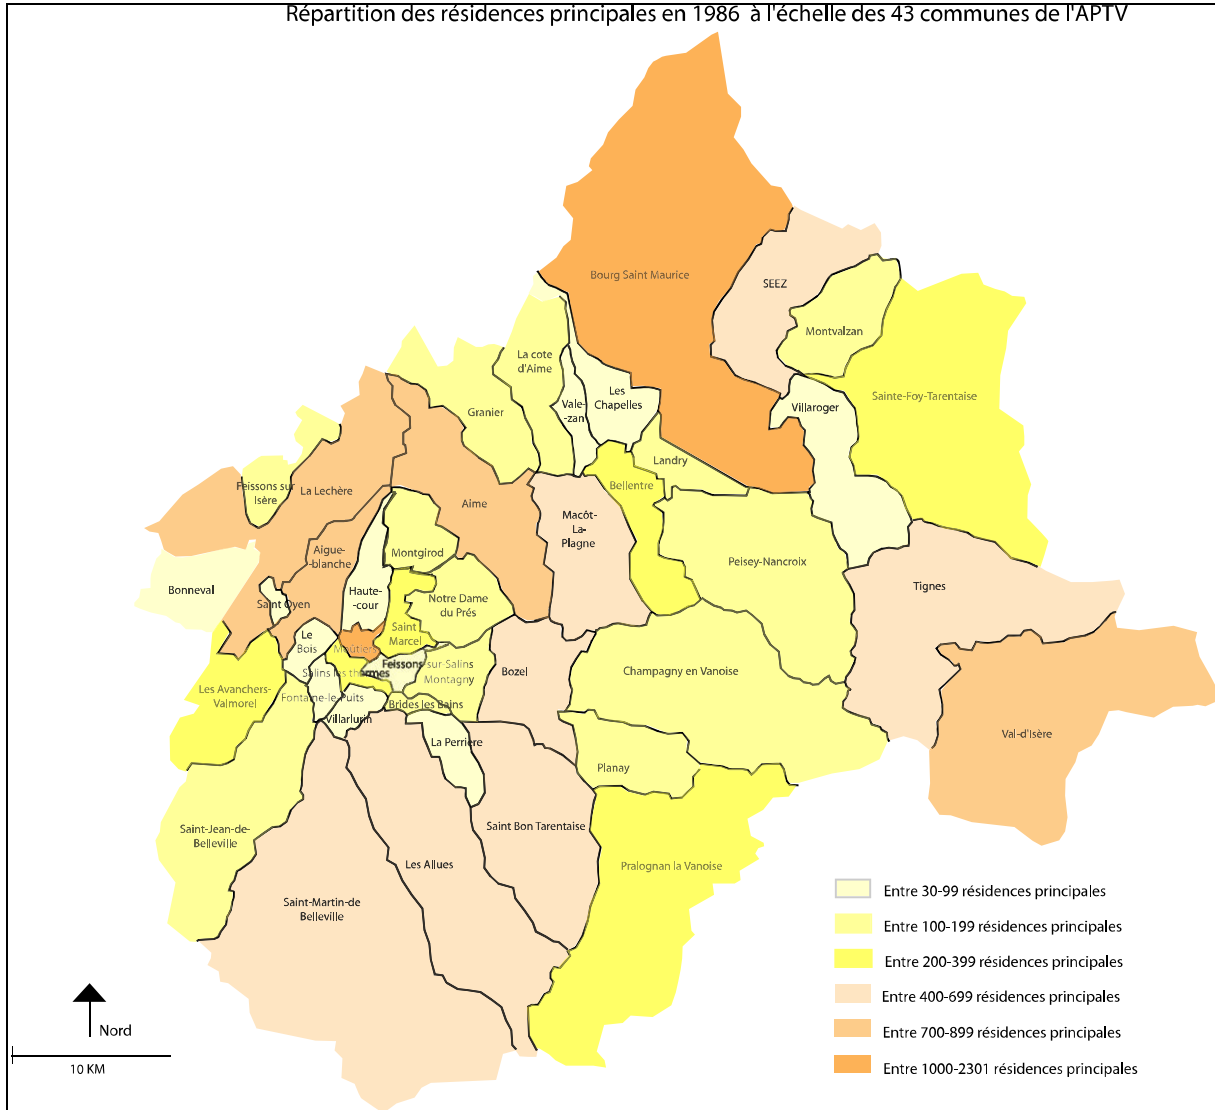 Répartition des résidences principales en 1986 à l'échelle des 43 communes de l'APTV
Bourg Saint Maurice
SEEZ
Montvalzan
Sainte-Foy-Tarentaise
Villaroger
La cote
d'Aime
Vale-
-zan
Les
Chapelles
Granier
Landry
Bellentre
Feissons sur
Isère
La Lechère
Aime
Macôt-
La-
Plagne
Montgirod
Aigue-
-blanche
Peisey-Nancroix
Tignes
Bonneval
Saint Oyen
Haute-
-cour
Notre Dame
du Prés
Saint
Marcel
Le
Bois
Moûtiers
Feissons-sur-Salins
Salins les thermes
Montagny
Bozel
Champagny en Vanoise
Les Avanchers-
Valmorel
Fontaine-le-Puits
Brides les Bains
Villarlurin
La Perrière
Val-d'Isère
Planay
Saint-Jean-de-
Belleville
Saint Bon Tarentaise
Les Allues
Pralognan la Vanoise
Saint-Martin-de
Belleville
Entre 30-99 résidences principales
Entre 100-199 résidences principales
Entre 200-399 résidences principales
Entre 400-699 résidences principales
Entre 700-899 résidences principales
Entre 1000-2301 résidences principales
Nord
10 KM